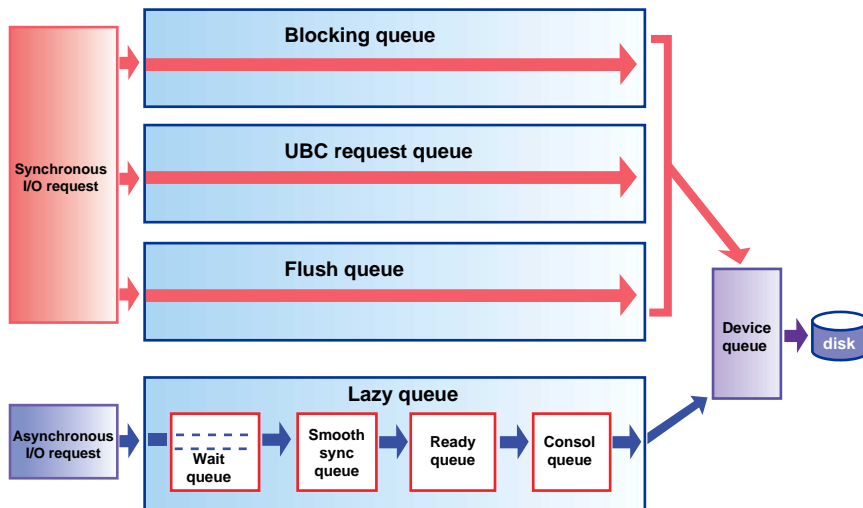 Blocking queue
Synchronous
I/O request
UBC request queue
Flush queue
Device
queue
disk
Lazy queue
Asynchronous
I/O request
Wait
queue
Smooth
sync
queue
Ready
queue
Consol
queue